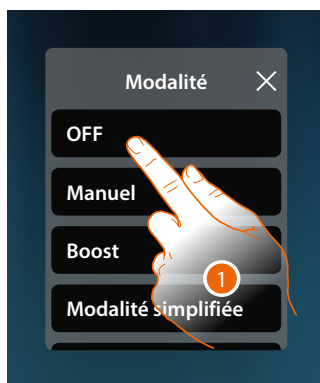 Modalité
OFF
Manuel
Boost
1
Modalité simplifiée